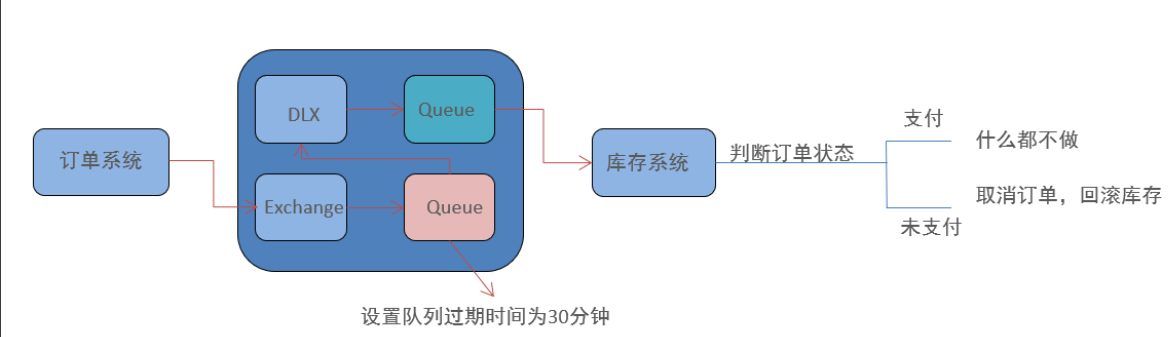 订单系统
DLX
Queue
Exchange
Queue
设置队列过期时间为30分钟
库存系统
判断订单状态
支付
什么都不做
未支付
取消订单，回滚库存